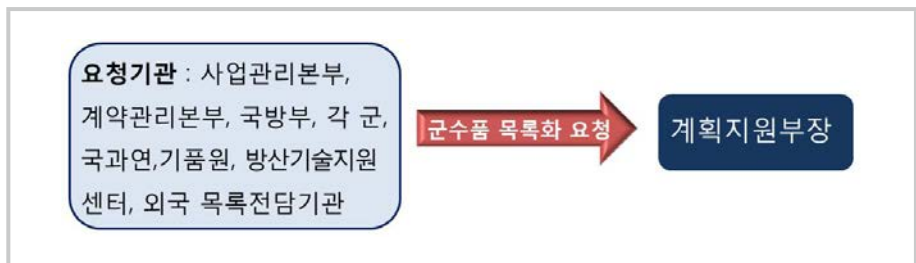 요청기관 : 사업관리본부,
계약관리본부, 국방부, 각 군,
국과연,기품원, 방산기술지원
센터, 외국 목록전담기관
군수품 목록화 요청
계획지원부장